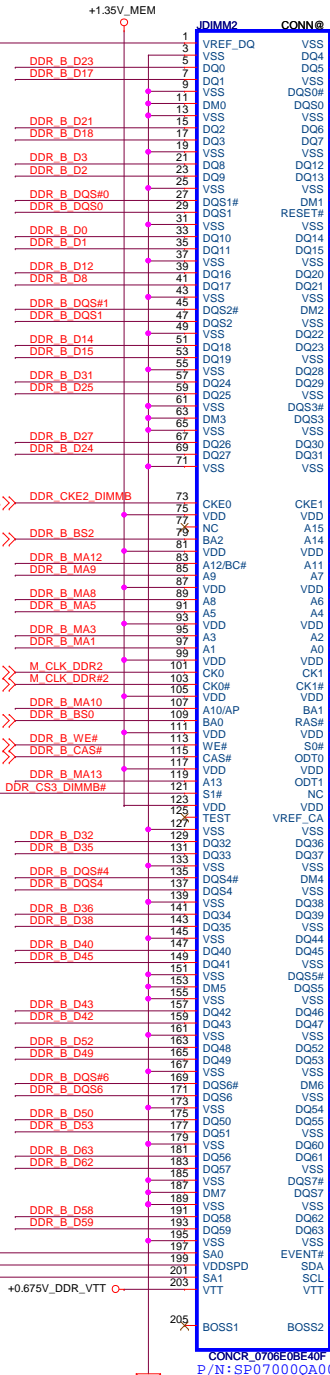 +1.35V_MEM
JDIMM2 CONN@
1 VREF_DQ VSS
3 VSS DQ4
DDR_B_D23 5 DQ0 DQ5
DDR_B_D17 7 DQ1 VSS
9 VSS DQS0#
11 DM0 DQS0
13 VSS VSS
DDR_B_D21 15 DQ2 DQ6
DDR_B_D18 17 DQ3 DQ7
19 VSS VSS
DDR_B_D3 21 DQ8 DQ12
DDR_B_D2 23 DQ9 DQ13
25 VSS VSS
DDR_B_DQS#0 27 DQS1# DM1
DDR_B_DQS0 29 DQS1 RESET#
31 VSS VSS
DDR_B_D0 33 DQ10 DQ14
DDR_B_D1 35 DQ11 DQ15
37 VSS VSS
DDR_B_D12 39 DQ16 DQ20
DDR_B_D8 41 DQ17 DQ21
43 VSS VSS
DDR_B_DQS#1 45 DQS2# DM2
DDR_B_DQS1 47 DQS2 VSS
49 VSS DQ22
DDR_B_D14 51 DQ18 DQ23
DDR_B_D15 53 DQ19 VSS
55 VSS DQ28
DDR_B_D31 57 DQ24 DQ29
DDR_B_D25 59 DQ25 VSS
61 VSS DQS3#
63 DM3 DQS3
65 VSS VSS
DDR_B_D27 67 DQ26 DQ30
DDR_B_D24 69 DQ27 DQ31
71 VSS VSS
DDR_CKE2_DIMMB 73 CKE0 CKE1
75 VDD VDD
77 NC A15
DDR_B_BS2 79 BA2 A14
81 VDD VDD
DDR_B_MA12 83 A12/BC# A11
DDR_B_MA9 85 A9 A7
87 VDD VDD
DDR_B_MA8 89 A8 A6
DDR_B_MA5 91 A5 A4
93 VDD VDD
DDR_B_MA3 95 A3 A2
DDR_B_MA1 97 A1 A0
99 VDD VDD
M_CLK_DDR2 101 CK0 CK1
M_CLK_DDR#2 103 CK0# CK1#
105 VDD VDD
DDR_B_MA10 107 A10/AP BA1
DDR_B_BS0 109 BA0 RAS#
111 VDD VDD
DDR_B_WE# 113 WE# S0#
DDR_B_CAS# 115 CAS# ODT0
117 VDD VDD
DDR_B_MA13 119 A13 ODT1
DDR_CS3_DIMMB# 121 S1# NC
123 VDD VDD
125 TEST VREF_CA
127 VSS VSS
DDR_B_D32 129 DQ32 DQ36
DDR_B_D35 131 DQ33 DQ37
133 VSS VSS
DDR_B_DQS#4 135 DQS4# DM4
DDR_B_DQS4 137 DQS4 VSS
139 VSS DQ38
DDR_B_D36 141 DQ34 DQ39
DDR_B_D38 143 DQ35 VSS
145 VSS DQ44
DDR_B_D40 147 DQ40 DQ45
DDR_B_D45 149 DQ41 VSS
151 VSS DQS5#
153 DM5 DQS5
155 VSS VSS
DDR_B_D43 157 DQ42 DQ46
DDR_B_D42 159 DQ43 DQ47
161 VSS VSS
DDR_B_D52 163 DQ48 DQ52
DDR_B_D49 165 DQ49 DQ53
167 VSS VSS
DDR_B_DQS#6 169 DQS6# DM6
DDR_B_DQS6 171 DQS6 VSS
173 VSS DQ54
DDR_B_D50 175 DQ50 DQ55
DDR_B_D53 177 DQ51 VSS
179 VSS DQ60
DDR_B_D63 181 DQ56 DQ61
DDR_B_D62 183 DQ57 VSS
185 VSS DQS7#
187 DM7 DQS7
189 VSS VSS
DDR_B_D58 191 DQ58 DQ62
DDR_B_D59 193 DQ59 DQ63
195 VSS VSS
197 SA0 EVENT#
199 VDDSPD SDA
201 SA1 SCL
+0.675V_DDR_VTT 203 VTT VTT
205 BOSS1 BOSS2
CONCR_0706E0BE40F
P/N:SP07000QA00